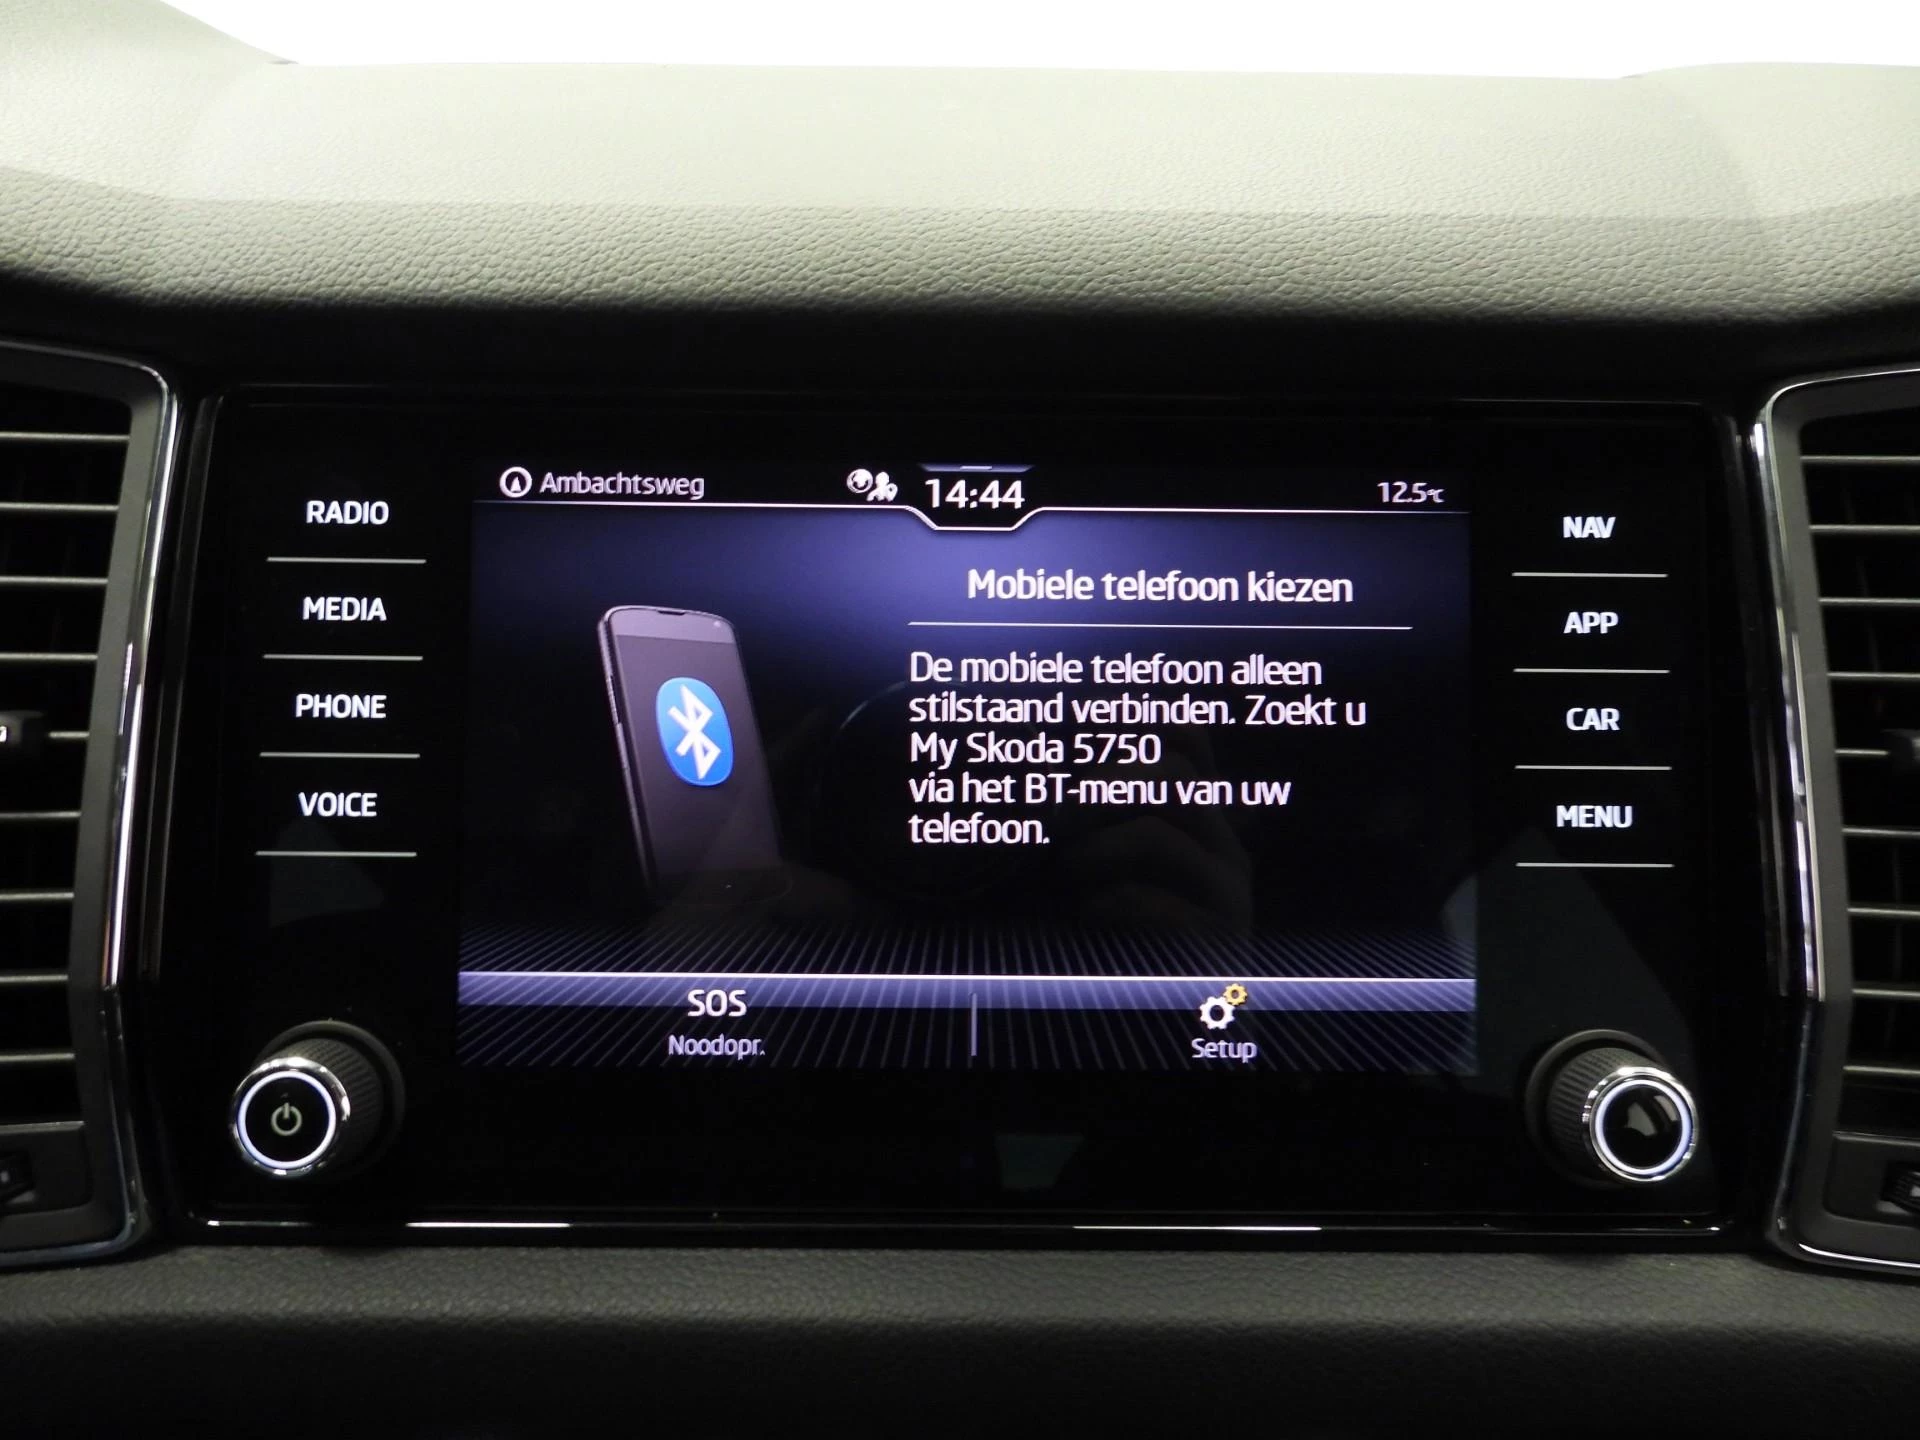 Ambachtsweg
14:44
12.5°C
RADIO
MEDIA
PHONE
VOICE
Mobiele telefoon kiezen
De mobiele telefoon alleen
stilstaand verbinden. Zoekt u
My Skoda 5750
via het BT-menu van uw
telefoon.
NAV
APP
CAR
MENU
SOS
Noodopr.
Setup